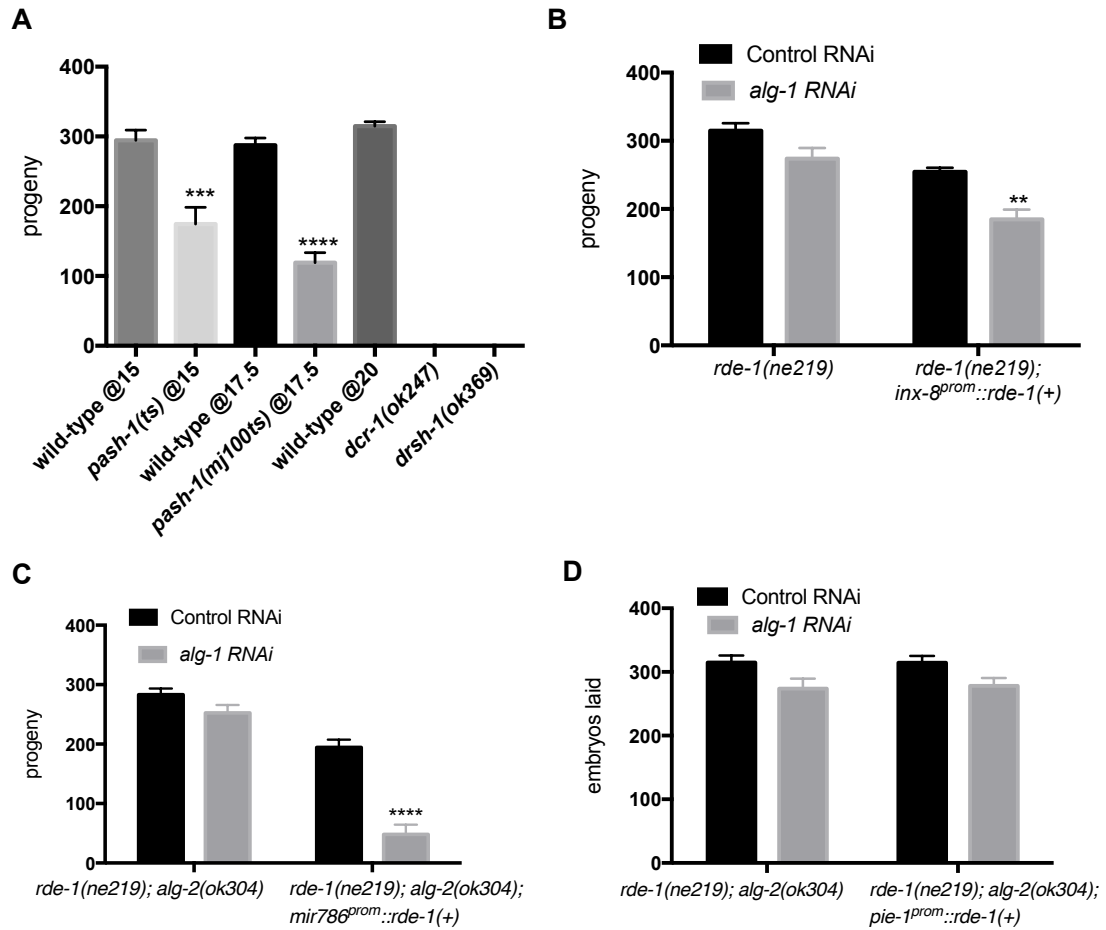 A
400
300
200
100
0
progeny
***
****
wild-type @15
pash-1(ts) @15
wild-type @17.5
pash-1(mj100ts) @17.5
wild-type @20
dcr-1(ok247)
drsh-1(ok369)
B
Control RNAi
alg-1 RNAi
400
300
200
100
0
progeny
**
rde-1(ne219)
rde-1(ne219);
inx-8prom::rde-1(+)
C
Control RNAi
alg-1 RNAi
400
300
200
100
0
progeny
****
rde-1(ne219); alg-2(ok304)
rde-1(ne219); alg-2(ok304);
mir786prom::rde-1(+)
D
Control RNAi
alg-1 RNAi
400
300
200
100
0
embryos laid
rde-1(ne219); alg-2(ok304)
rde-1(ne219); alg-2(ok304);
pie-1prom::rde-1(+)